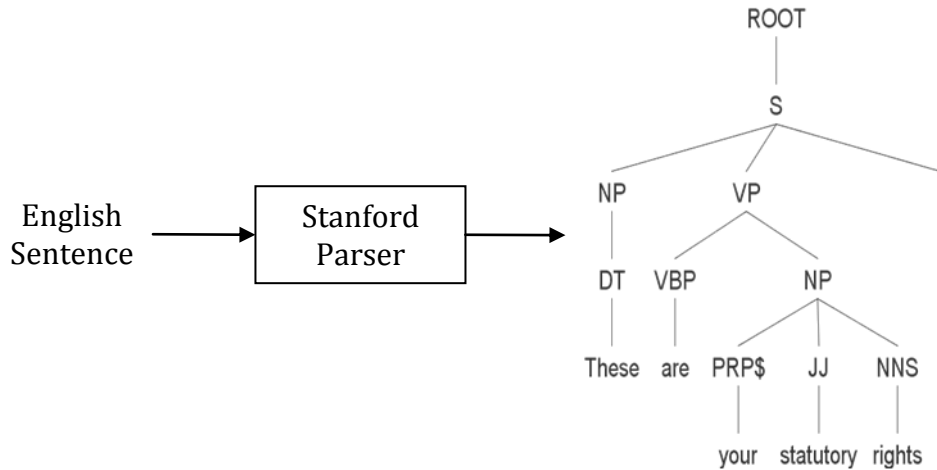 ROOT
S
NP VP
English
Sentence
Stanford
Parser
DT VBP NP
These are PRP$ JJ NNS
your statutory rights